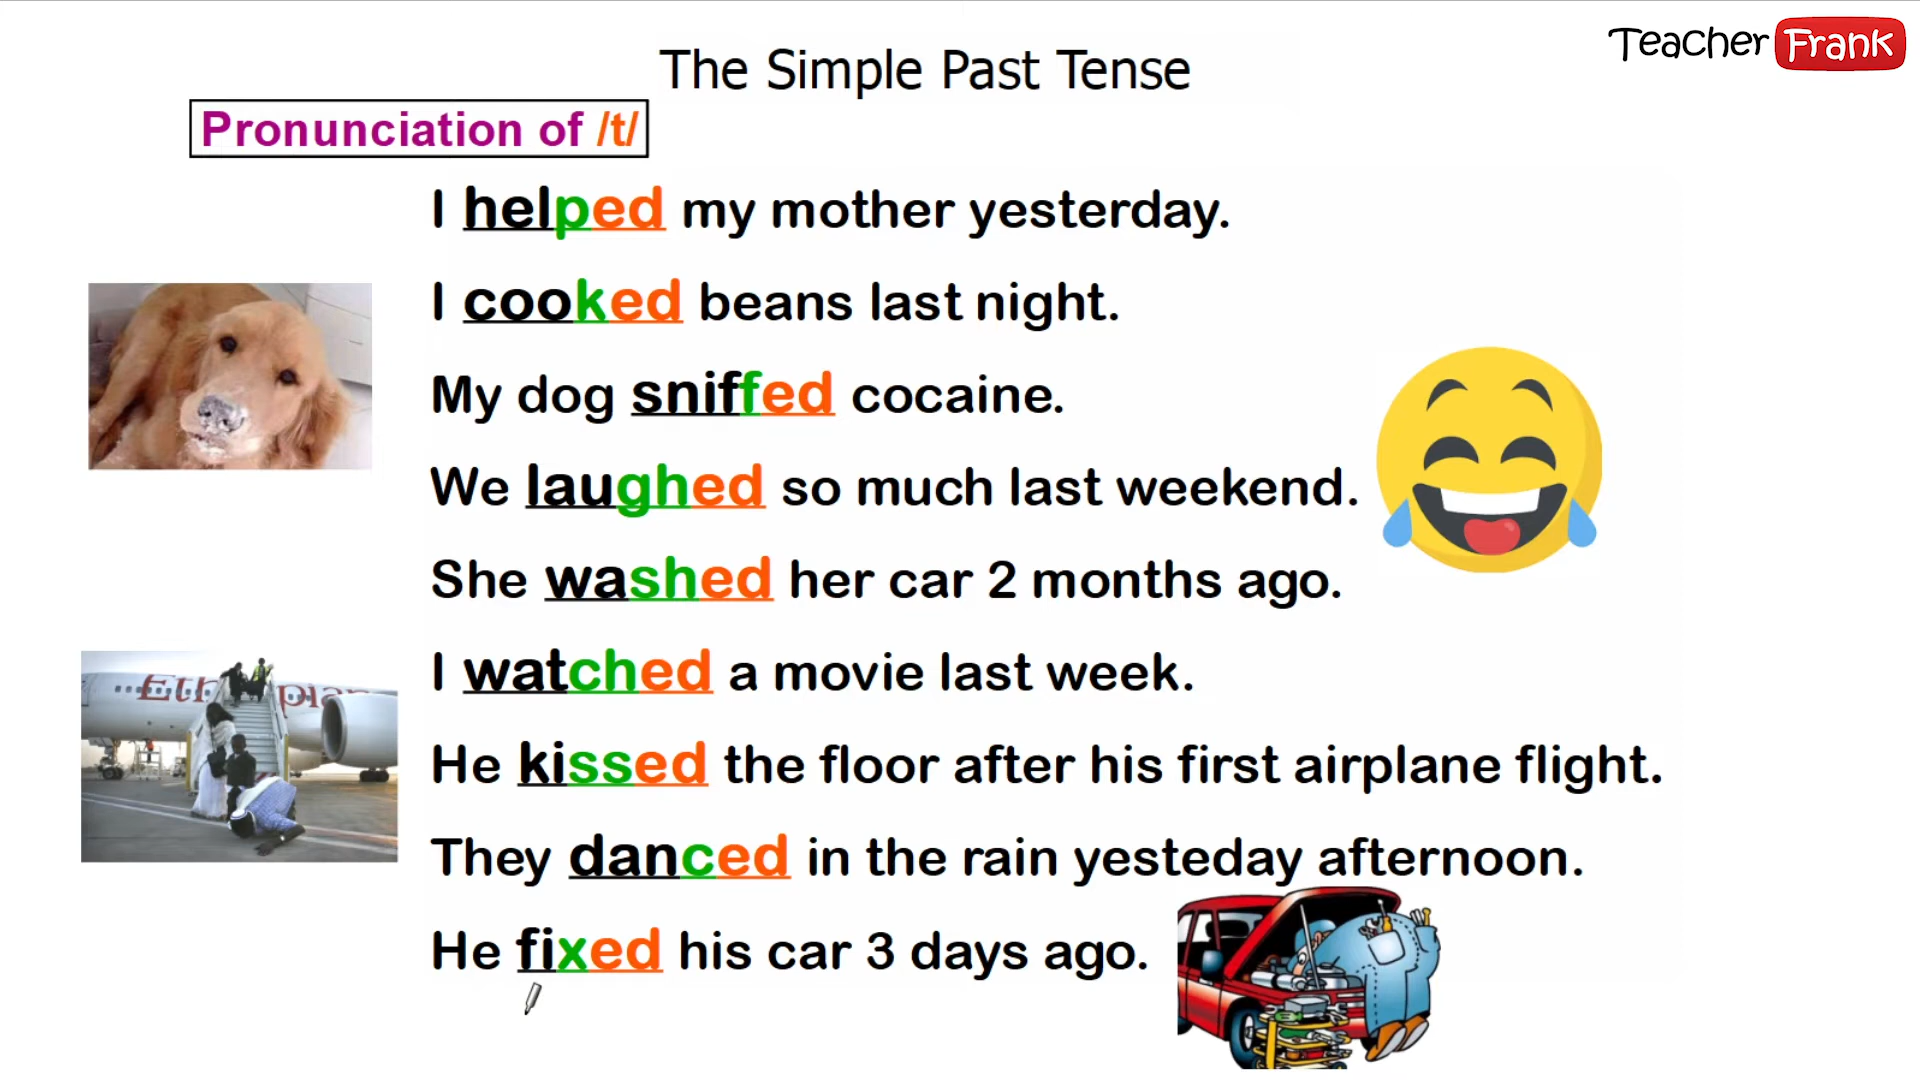 Teacher Frank
The Simple Past Tense
Pronunciation of /t/
I helped my mother yesterday.
I cooked beans last night.
My dog sniffed cocaine.
We laughed so much last weekend.
She washed her car 2 months ago.
I watched a movie last week.
He kissed the floor after his first airplane flight.
They danced in the rain yesteday afternoon.
He fixed his car 3 days ago.